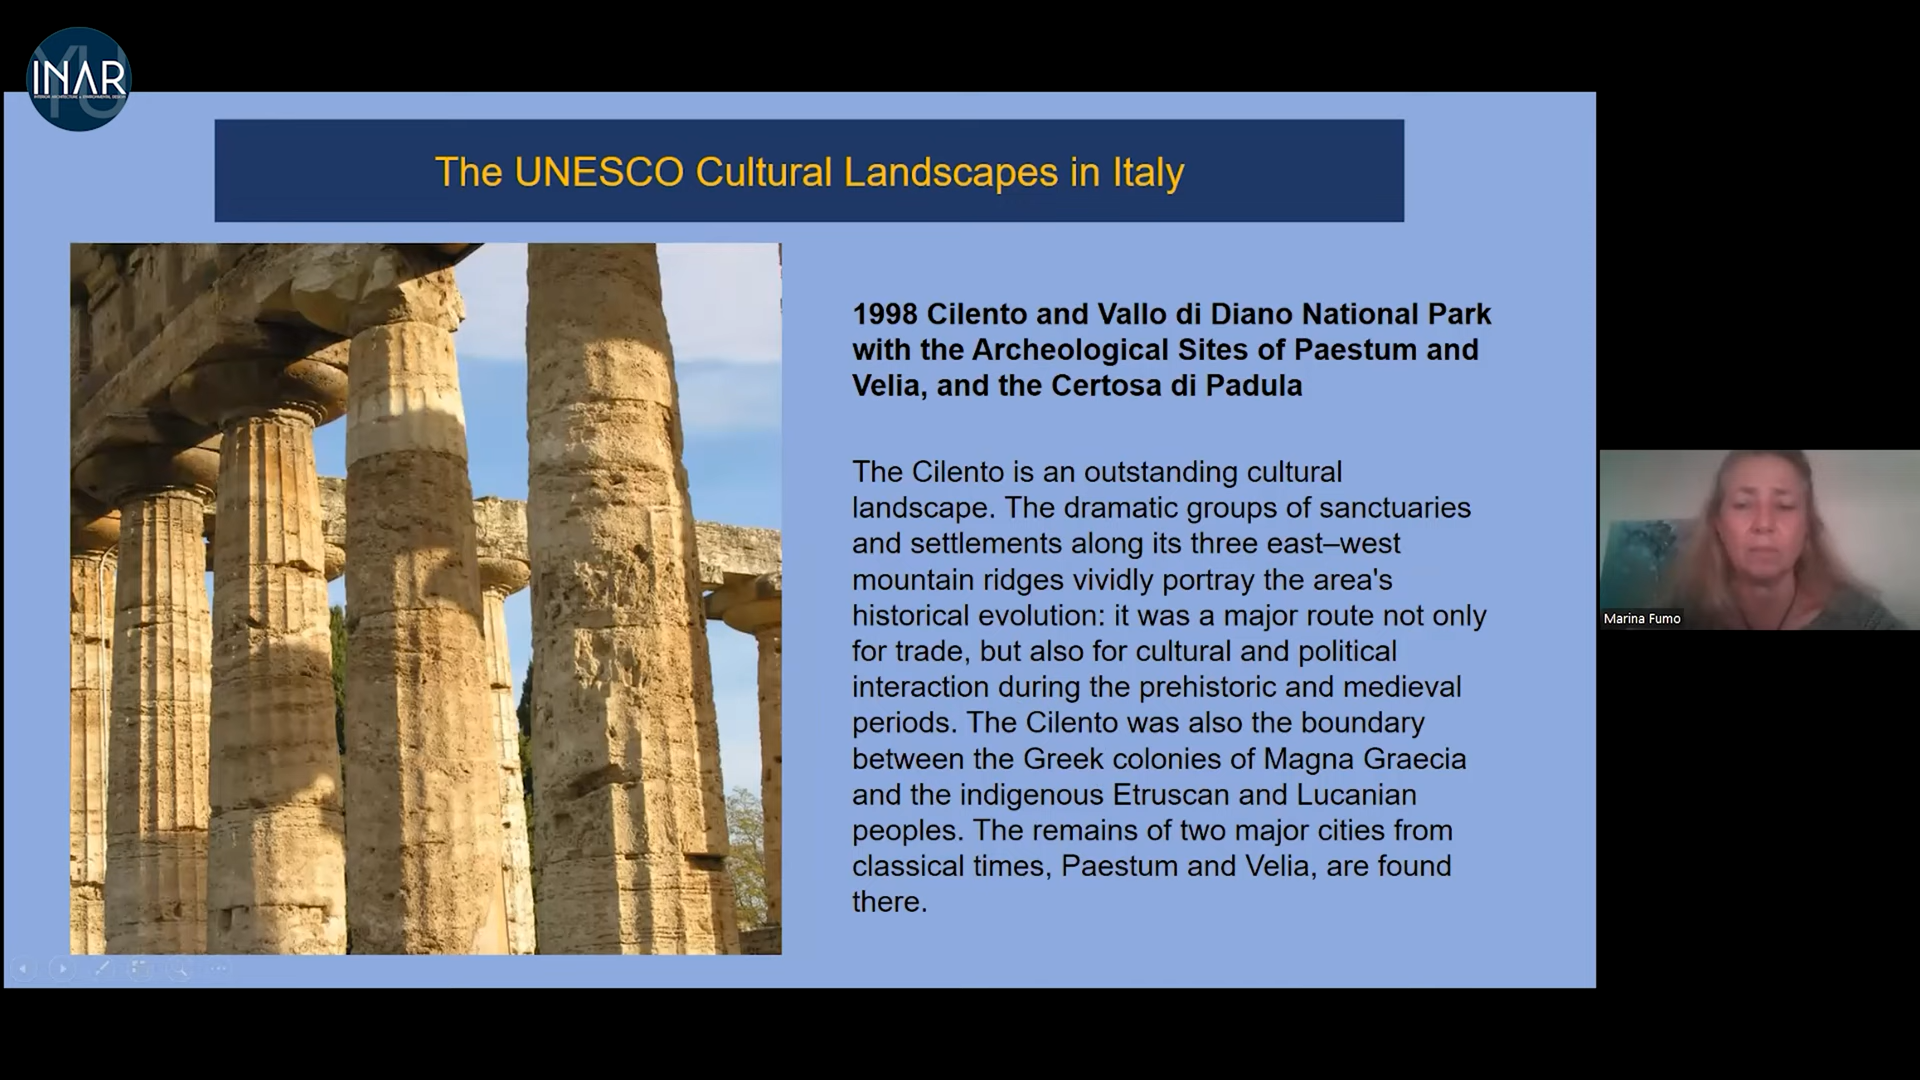 INAR
The UNESCO Cultural Landscapes in Italy
1998 Cilento and Vallo di Diano National Park
with the Archeological Sites of Paestum and
Velia, and the Certosa di Padula
The Cilento is an outstanding cultural
landscape. The dramatic groups of sanctuaries
and settlements along its three east–west
mountain ridges vividly portray the area's
historical evolution: it was a major route not only
for trade, but also for cultural and political
interaction during the prehistoric and medieval
periods. The Cilento was also the boundary
between the Greek colonies of Magna Graecia
and the indigenous Etruscan and Lucanian
peoples. The remains of two major cities from
classical times, Paestum and Velia, are found
there.
Marina Fumo